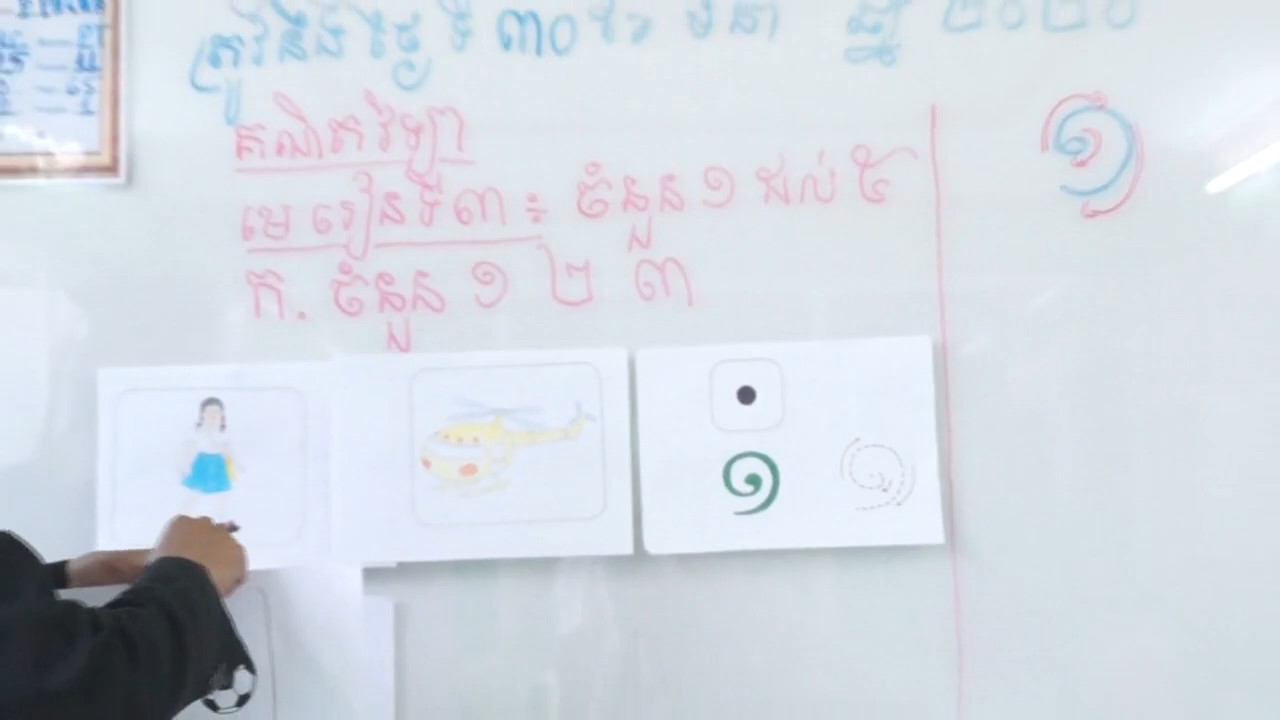 ថ្ងៃ ទី ៣០ មីនា ឆ្នាំ ២០២០
គណិតវិទ្យា
មេរៀនទី៣ ៖ ចំនួន ១ ដល់ ៥
ក. ចំនួន ១ ២ ៣
១
១ ១